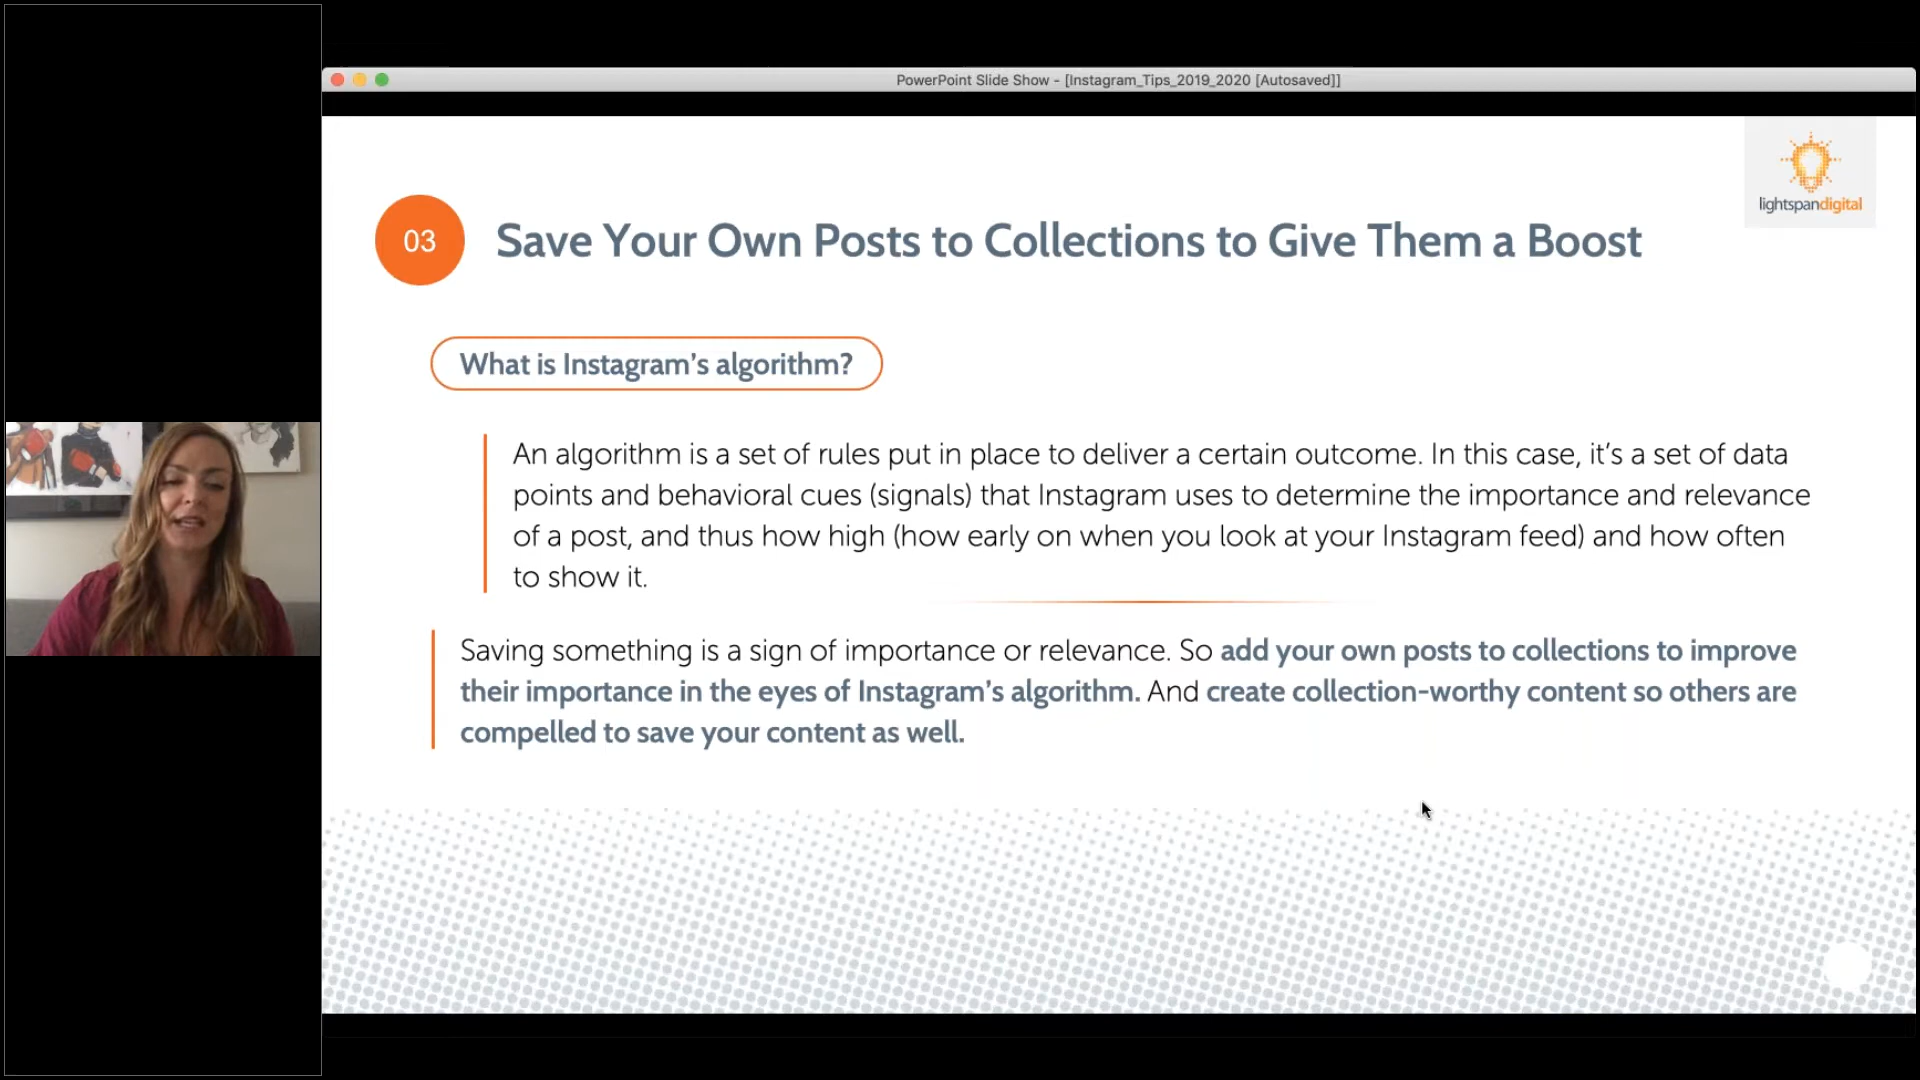 PowerPoint Slide Show - [Instagram_Tips_2019_2020 [Autosaved]]
lightspandigital
03
Save Your Own Posts to Collections to Give Them a Boost
What is Instagram’s algorithm?
An algorithm is a set of rules put in place to deliver a certain outcome. In this case, it’s a set of data
points and behavioral cues (signals) that Instagram uses to determine the importance and relevance
of a post, and thus how high (how early on when you look at your Instagram feed) and how often
to show it.
Saving something is a sign of importance or relevance. So add your own posts to collections to improve
their importance in the eyes of Instagram’s algorithm. And create collection-worthy content so others are
compelled to save your content as well.